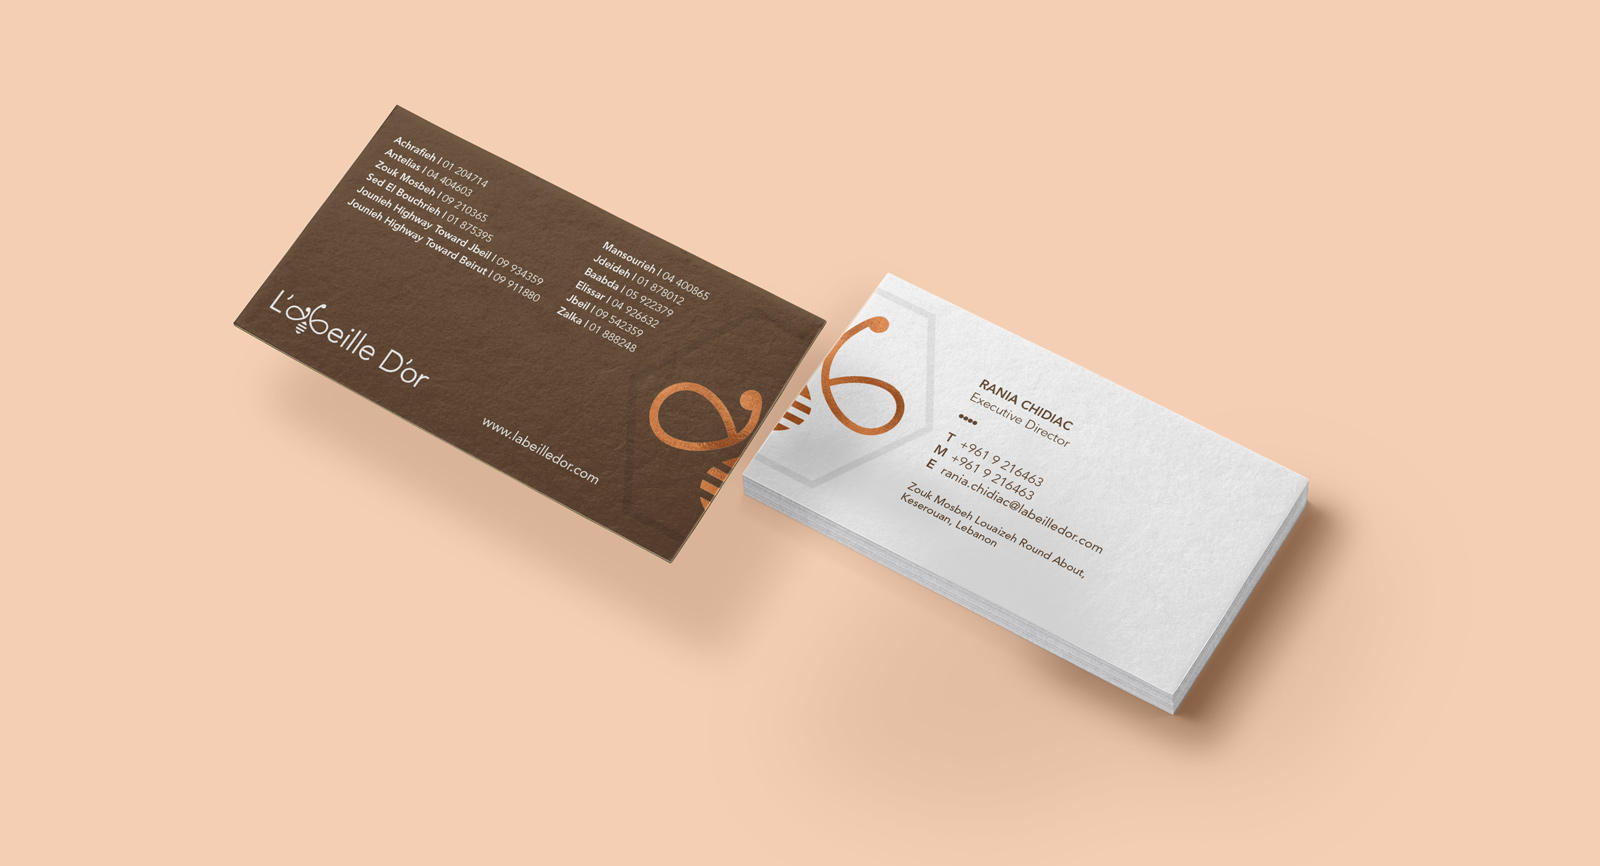 Achrafieh | 01 204714
Antelias | 04 404603
Zouk Mosbeh | 09 210365
Sed El Bouchrieh | 01 875395
Jounieh Highway Toward Jbeil | 09 934359
Jounieh Highway Toward Beirut | 09 911880
Mansourieh | 04 400865
Jdeideh | 01 878012
Baabda | 05 922379
Elissar | 04 926632
Jbeil | 09 542359
Zalka | 01 888248
L'abeille D'or
www.labeilledor.com
RANIA CHIDIAC
Executive Director
T +961 9 216463
M +961 9 216463
E rania.chidiac@labeilledor.com
Zouk Mosbeh Louaizeh Round About,
Keserouan, Lebanon